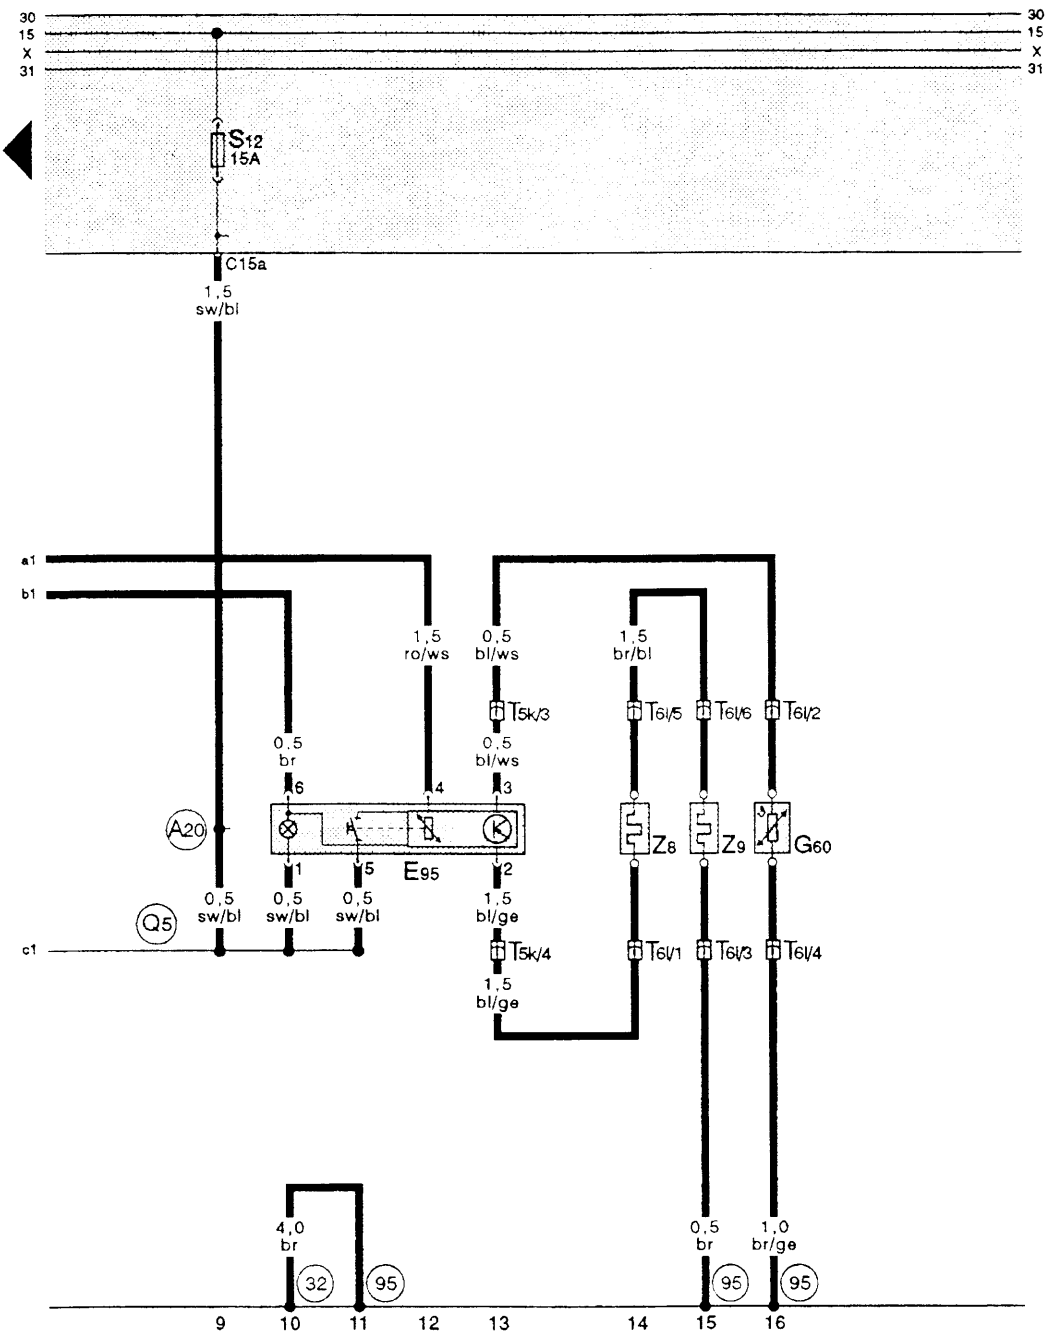 30 30
15 15
X X
31 31
S12
15A
C15a
1,5
sw/bl
a1
b1
1,5 0,5 1,5
ro/ws bl/ws br/bl
T5k/3 T6l/5 T6l/6 T6l/2
0,5 0,5
br bl/ws
6 4 3
A20
Z8 Z9 G60
1 5 E95 2
0,5 0,5 0,5 1,5
sw/bl sw/bl sw/bl bl/ge
Q5
c1 T5k/4 T6l/1 T6l/3 T6l/4
1,5
bl/ge
4,0 0,5 1,0
br br br/ge
32 95 95 95
9 10 11 12 13 14 15 16